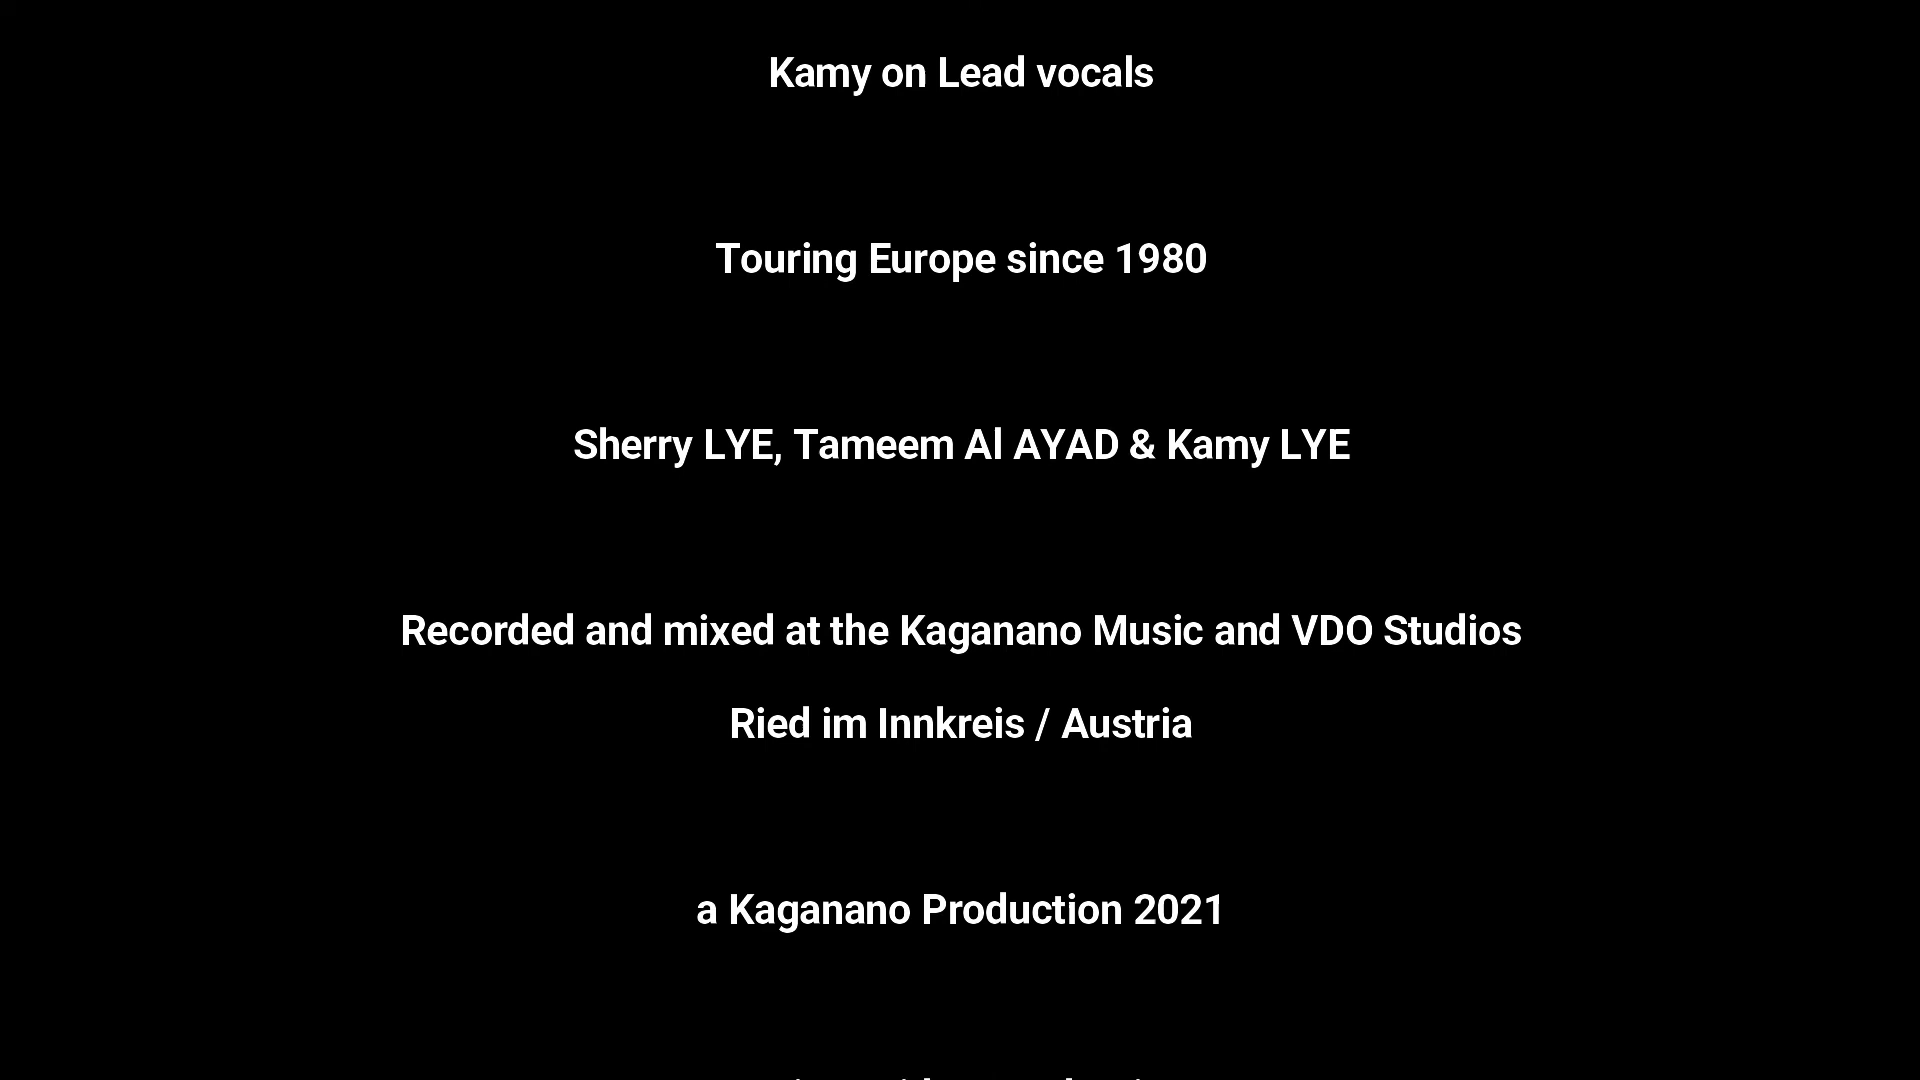 Kamy on Lead vocals
Touring Europe since 1980
Sherry LYE, Tameem Al AYAD & Kamy LYE
Recorded and mixed at the Kaganano Music and VDO Studios
Ried im Innkreis / Austria
a Kaganano Production 2021